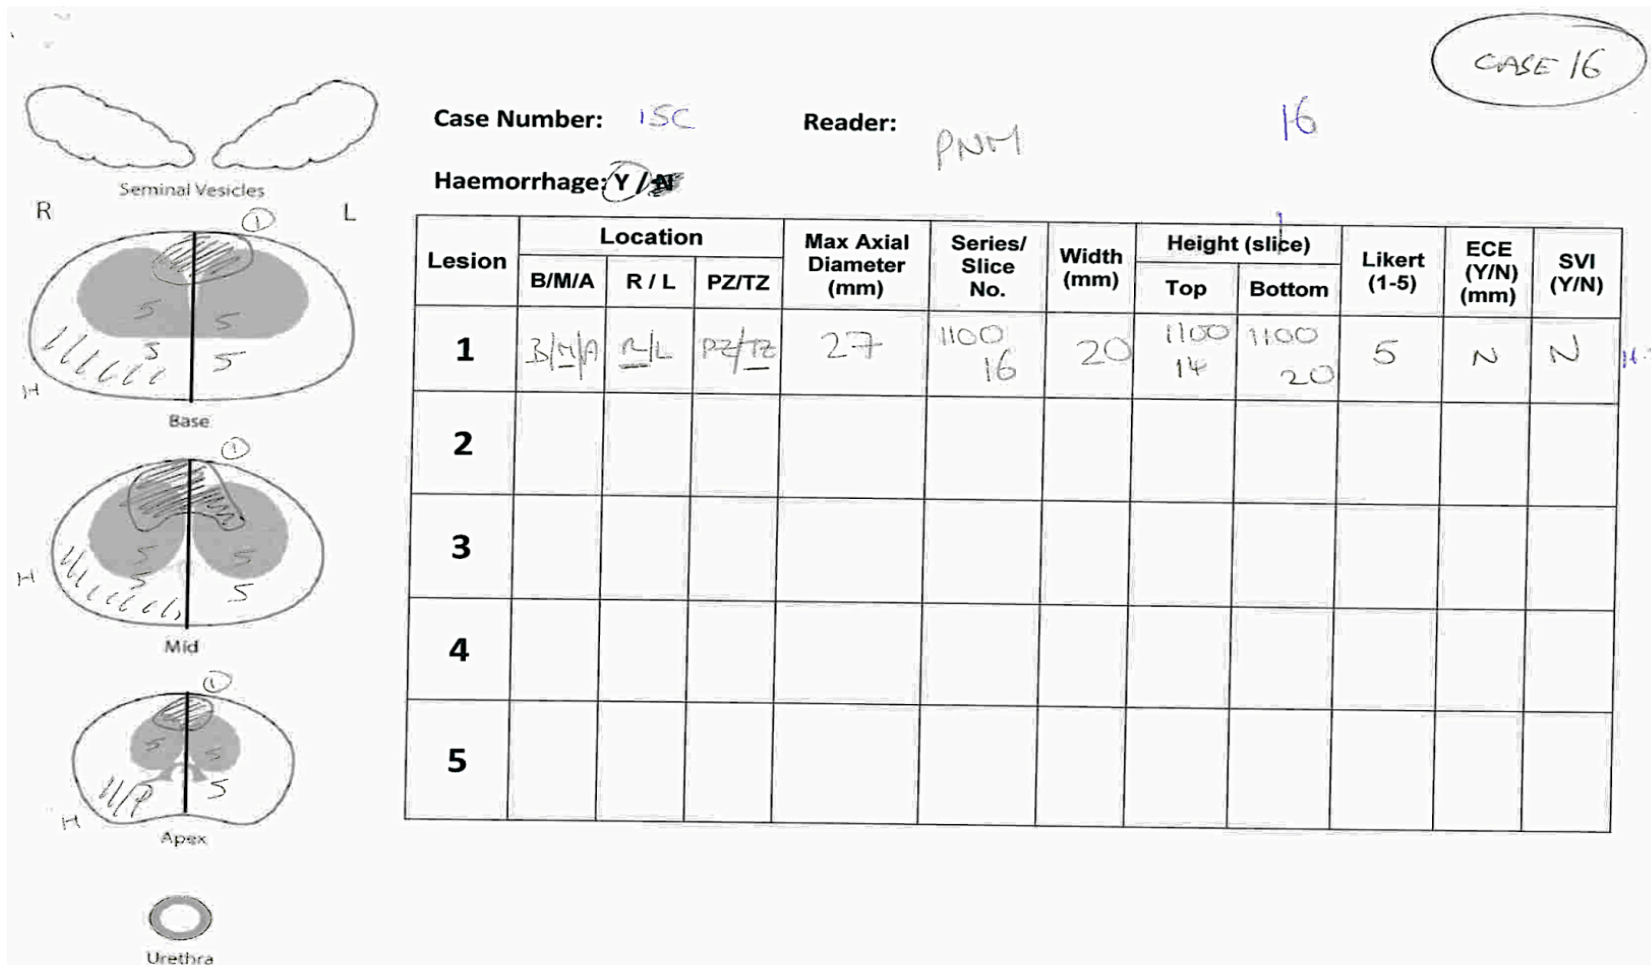 CASE 16
Case Number: 15C Reader: PNM 16
Haemorrhage: Y / N
Seminal Vesicles
R L
1
5 5
5 5
H
Base
1
5 5
5 5
H
Mid
1
5 5
5
H
Apex
Urethra
Lesion Location Max Axial Diameter (mm) Series/ Slice No. Width (mm) Height (slice) Likert (1-5) ECE (Y/N) (mm) SVI (Y/N)
B/M/A R / L PZ/TZ Top Bottom
1 B/M/A R/L PZ/TZ 27 1100 16 20 1100 14 1100 20 5 N N
2
3
4
5